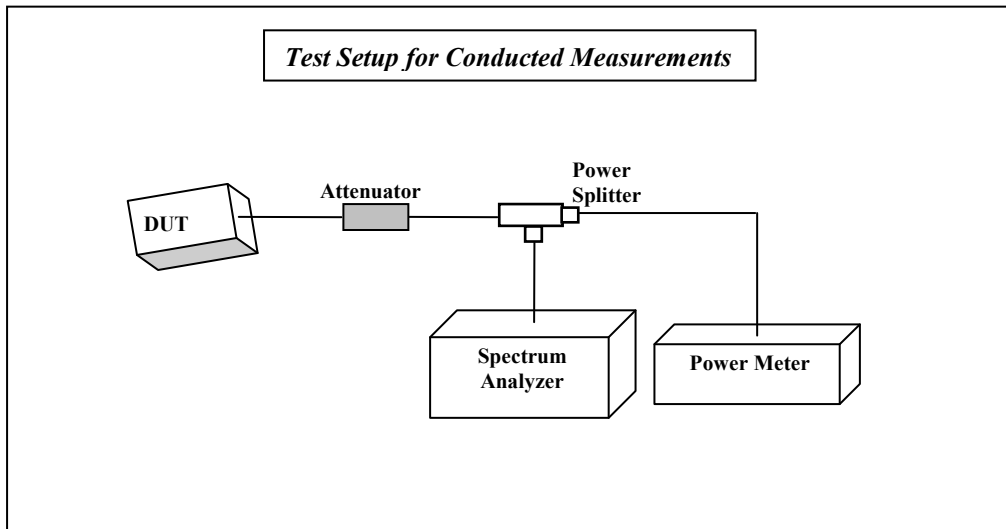 Test Setup for Conducted Measurements
Power
Splitter
Attenuator
DUT
Spectrum
Analyzer
Power Meter